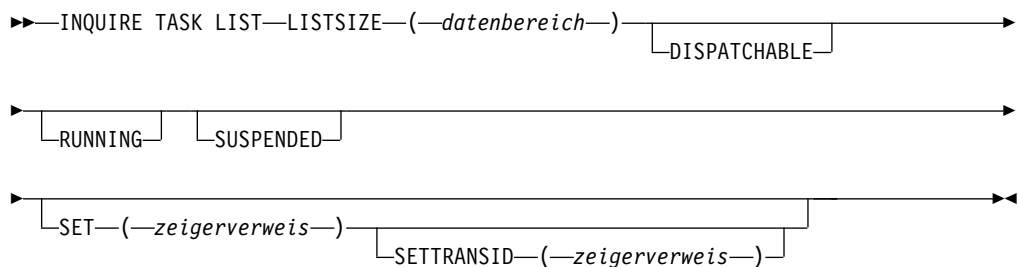 INQUIRE TASK LIST LISTSIZE ( datenbereich )
DISPATCHABLE
RUNNING SUSPENDED
SET ( zeigerverweis )
SETTRANSID ( zeigerverweis )